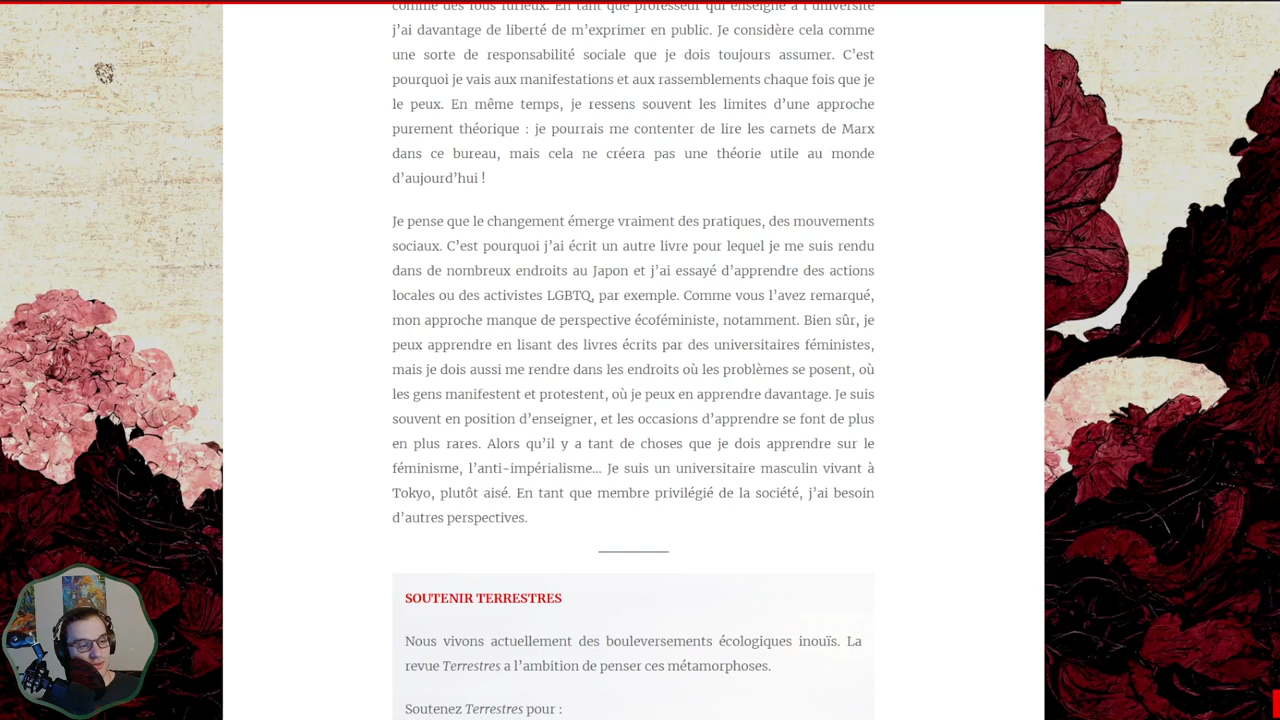 comme des fous furieux. En tant que professeur qui enseigne à l’université
j’ai davantage de liberté de m’exprimer en public. Je considère cela comme
une sorte de responsabilité sociale que je dois toujours assumer. C’est
pourquoi je vais aux manifestations et aux rassemblements chaque fois que je
le peux. En même temps, je ressens souvent les limites d’une approche
purement théorique : je pourrais me contenter de lire les carnets de Marx
dans ce bureau, mais cela ne créera pas une théorie utile au monde
d’aujourd’hui !
Je pense que le changement émerge vraiment des pratiques, des mouvements
sociaux. C’est pourquoi j’ai écrit un autre livre pour lequel je me suis rendu
dans de nombreux endroits au Japon et j’ai essayé d’apprendre des actions
locales ou des activistes LGBTQ, par exemple. Comme vous l’avez remarqué,
mon approche manque de perspective écoféministe, notamment. Bien sûr, je
peux apprendre en lisant des livres écrits par des universitaires féministes,
mais je dois aussi me rendre dans les endroits où les problèmes se posent, où
les gens manifestent et protestent, où je peux en apprendre davantage. Je suis
souvent en position d’enseigner, et les occasions d’apprendre se font de plus
en plus rares. Alors qu’il y a tant de choses que je dois apprendre sur le
féminisme, l’anti-impérialisme… Je suis un universitaire masculin vivant à
Tokyo, plutôt aisé. En tant que membre privilégié de la société, j’ai besoin
d’autres perspectives.
SOUTENIR TERRESTRES
Nous vivons actuellement des bouleversements écologiques inouïs. La
revue Terrestres a l’ambition de penser ces métamorphoses.
Soutenez Terrestres pour :